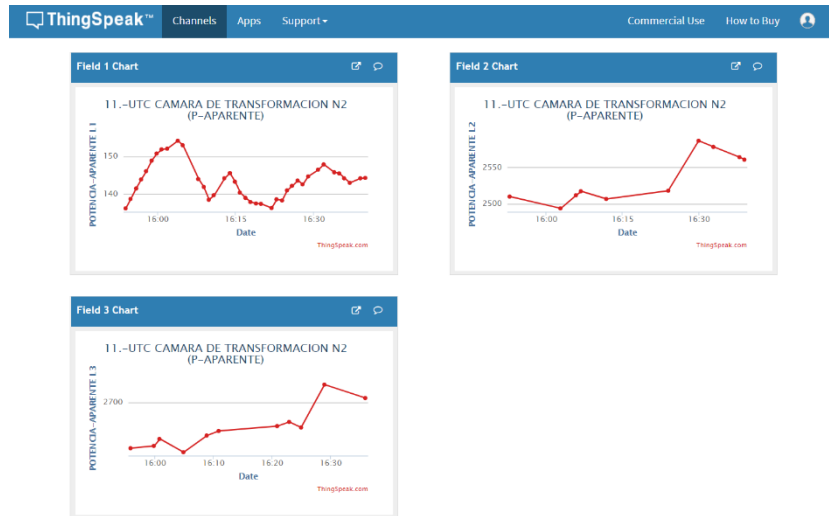 ThingSpeak™ Channels Apps Support Commercial Use How to Buy
Field 1 Chart
11.-UTC CAMARA DE TRANSFORMACION N2
(P-APARENTE)
POTENCIA-APARENTE L1
150
140
16:00 16:15 16:30
Date
ThingSpeak.com
Field 2 Chart
11.-UTC CAMARA DE TRANSFORMACION N2
(P-APARENTE)
POTENCIA-APARENTE L2
2550
2500
16:00 16:15 16:30
Date
ThingSpeak.com
Field 3 Chart
11.-UTC CAMARA DE TRANSFORMACION N2
(P-APARENTE)
POTENCIA-APARENTE L3
2700
16:00 16:10 16:20 16:30
Date
ThingSpeak.com